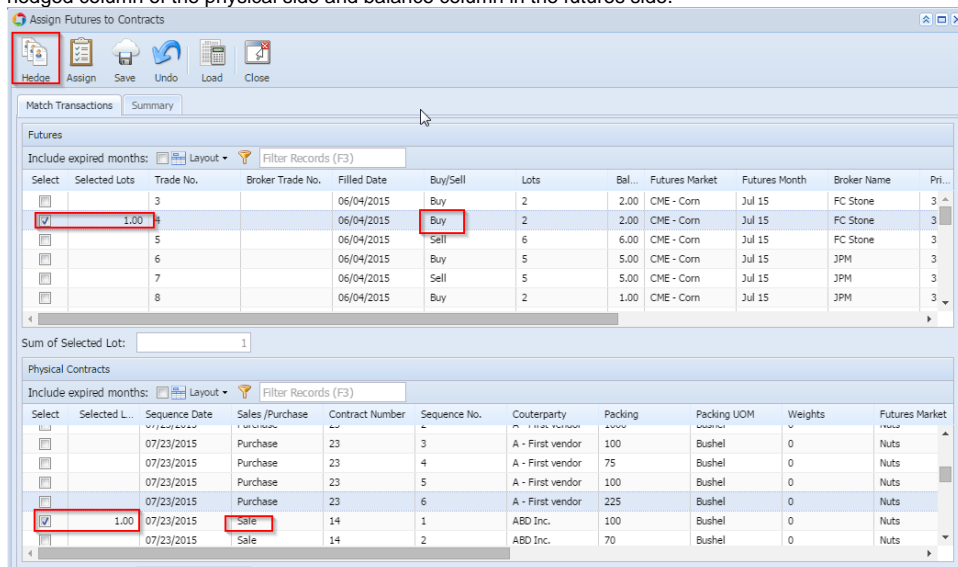 hedged column of the physical side and balance column in the futures side.
Assign Futures to Contracts
Hedge Assign Save Undo Load Close
Match Transactions Summary
Futures
Include expired months: Layout Filter Records (F3)
Select Selected Lots Trade No. Broker Trade No. Filled Date Buy/Sell Lots Bal... Futures Market Futures Month Broker Name Pri...
3 06/04/2015 Buy 2 2.00 CME - Corn Jul 15 FC Stone 3
1.00 4 06/04/2015 Buy 2 2.00 CME - Corn Jul 15 FC Stone 3
5 06/04/2015 Sell 6 6.00 CME - Corn Jul 15 FC Stone 3
6 06/04/2015 Buy 5 5.00 CME - Corn Jul 15 JPM 3
7 06/04/2015 Sell 5 5.00 CME - Corn Jul 15 JPM 3
8 06/04/2015 Buy 2 1.00 CME - Corn Jul 15 JPM 3
Sum of Selected Lot: 1
Physical Contracts
Include expired months: Layout Filter Records (F3)
Select Selected L... Sequence Date Sales /Purchase Contract Number Sequence No. Couterparty Packing Packing UOM Weights Futures Market
07/23/2015 Purchase 23 2 A - First vendor 1000 Bushel 0 Nuts
07/23/2015 Purchase 23 3 A - First vendor 100 Bushel 0 Nuts
07/23/2015 Purchase 23 4 A - First vendor 75 Bushel 0 Nuts
07/23/2015 Purchase 23 5 A - First vendor 100 Bushel 0 Nuts
07/23/2015 Purchase 23 6 A - First vendor 225 Bushel 0 Nuts
1.00 07/23/2015 Sale 14 1 ABD Inc. 100 Bushel 0 Nuts
07/23/2015 Sale 14 2 ABD Inc. 70 Bushel 0 Nuts